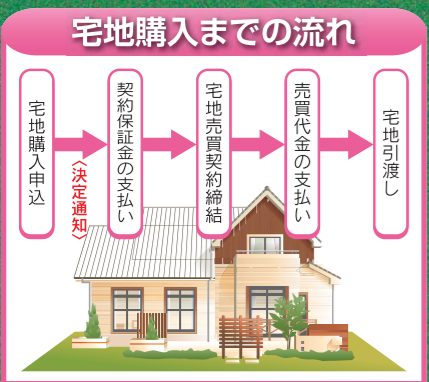 宅地購入までの流れ
宅地購入申込
〈決定通知〉
契約保証金の支払い
宅地売買契約締結
売買代金の支払い
宅地引渡し